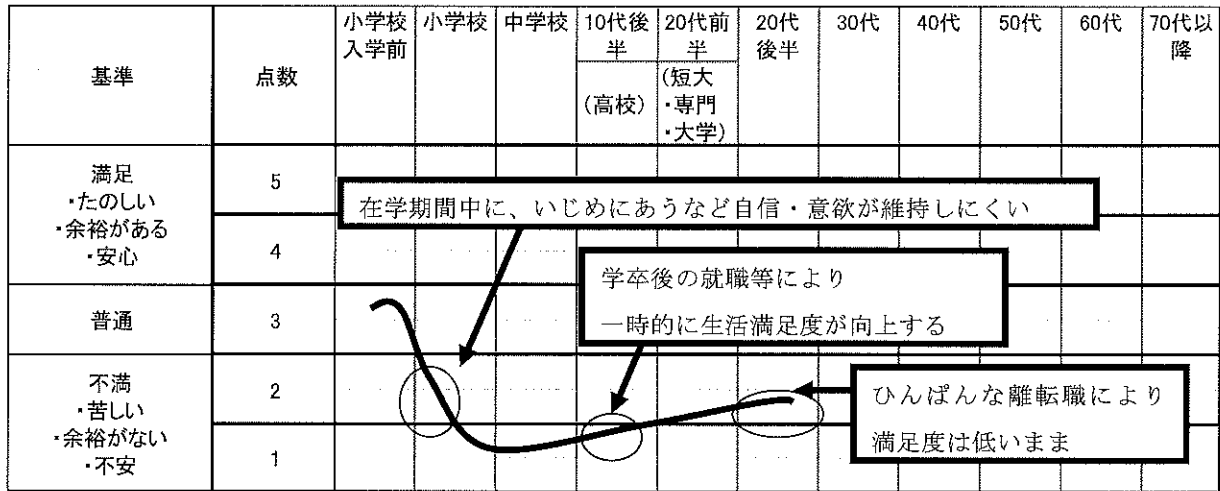 基準
点数
小学校
入学前
小学校
中学校
10代後
半
(高校)
20代前
半
(短大
・専門
・大学)
20代
後半
30代
40代
50代
60代
70代以
降
満足
・たのしい
・余裕がある
・安心
5
4
普通
3
不満
・苦しい
・余裕がない
・不安
2
1
在学期間中に、いじめにあうなど自信・意欲が維持しにくい
学卒後の就職等により
一時的に生活満足度が向上する
ひんぱんな離転職により
満足度は低いまま